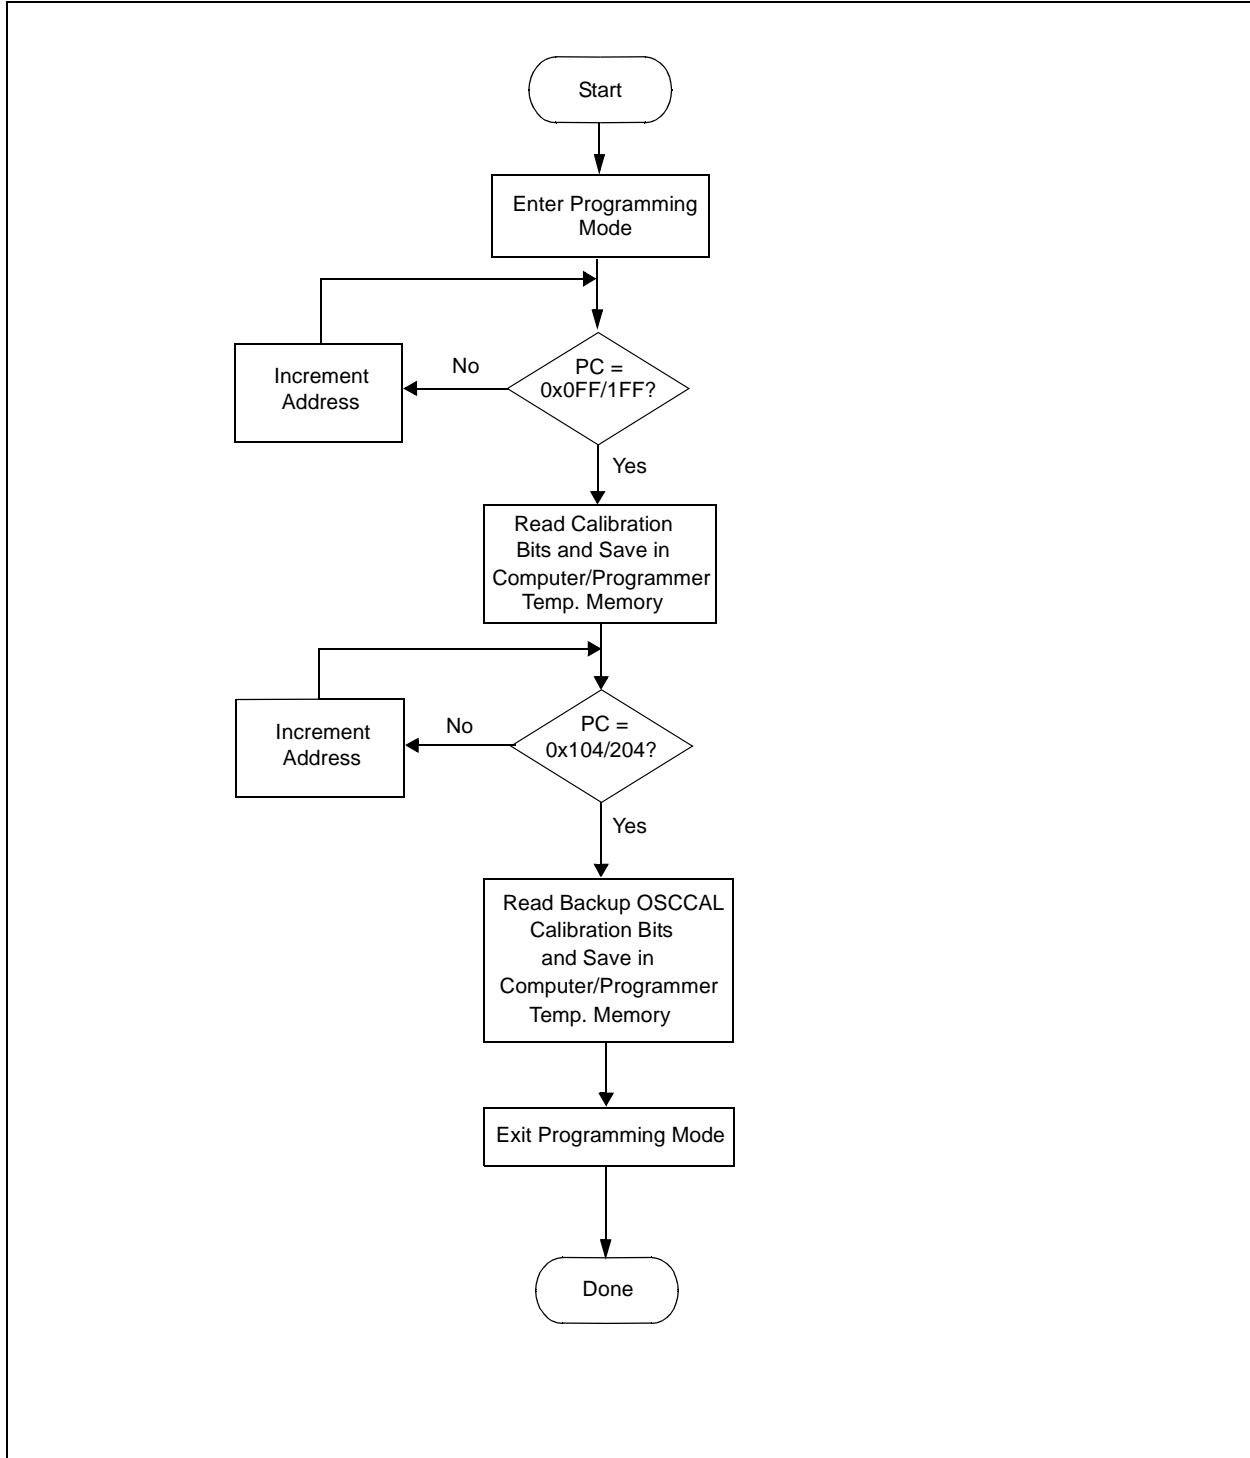 Start
Enter Programming
Mode
No
PC =
0x0FF/1FF?
Increment
Address
Yes
Read Calibration
Bits and Save in
Computer/Programmer
Temp. Memory
No
PC =
0x104/204?
Increment
Address
Yes
Read Backup OSCCAL
Calibration Bits
and Save in
Computer/Programmer
Temp. Memory
Exit Programming Mode
Done